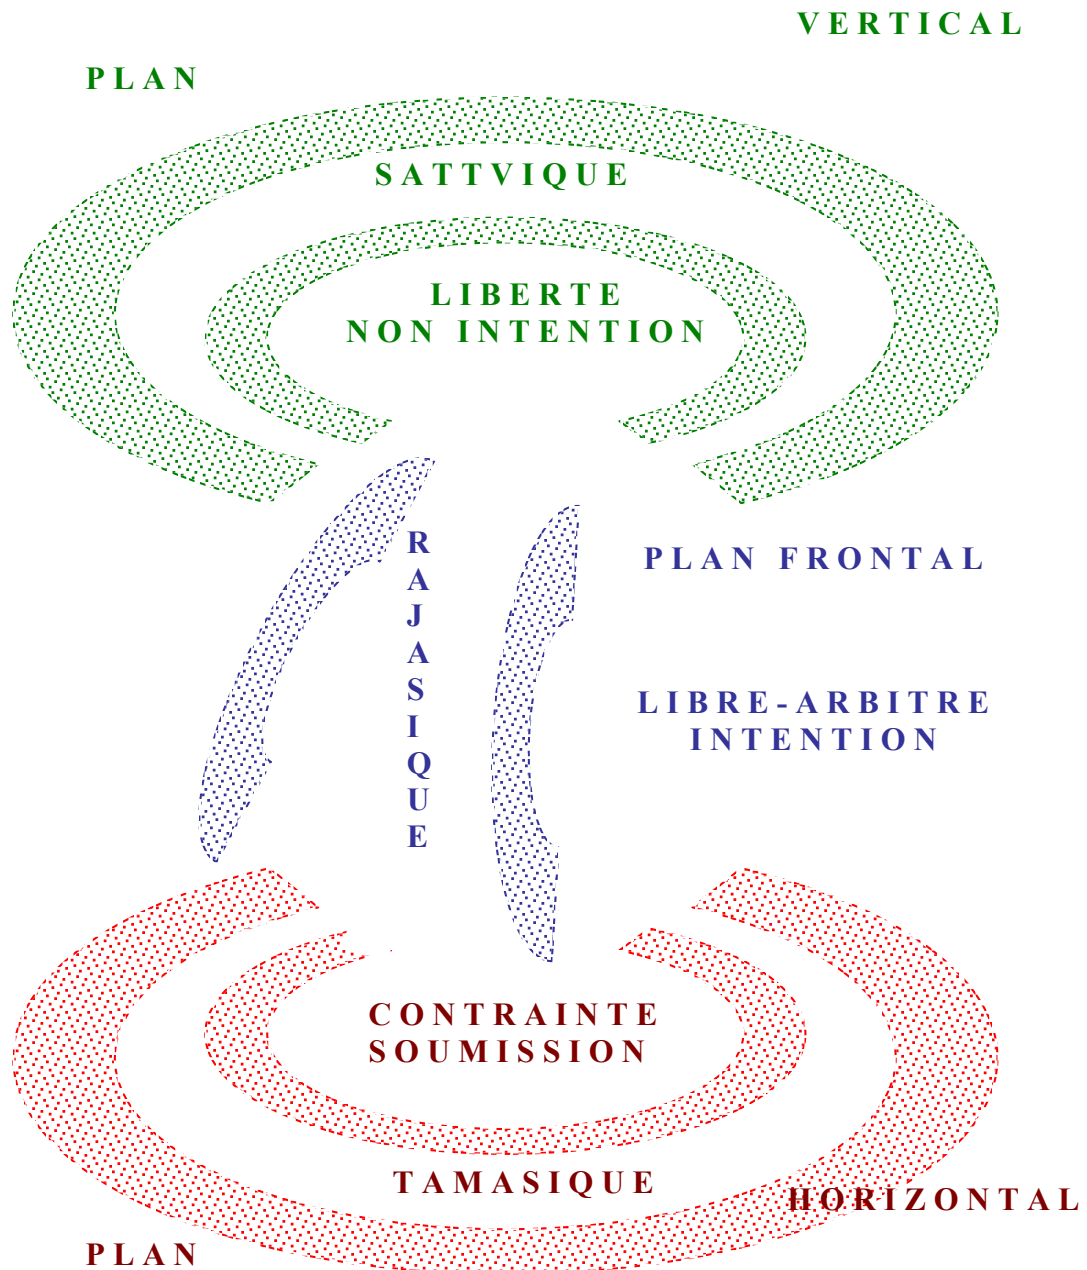 VERTICAL
PLAN
SATTVIQUE
LIBERTE
NON INTENTION
RAJASIQUE
PLAN FRONTAL
LIBRE-ARBITRE
INTENTION
CONTRAINTE
SOUMISSION
TAMASIQUE
HORIZONTAL
PLAN